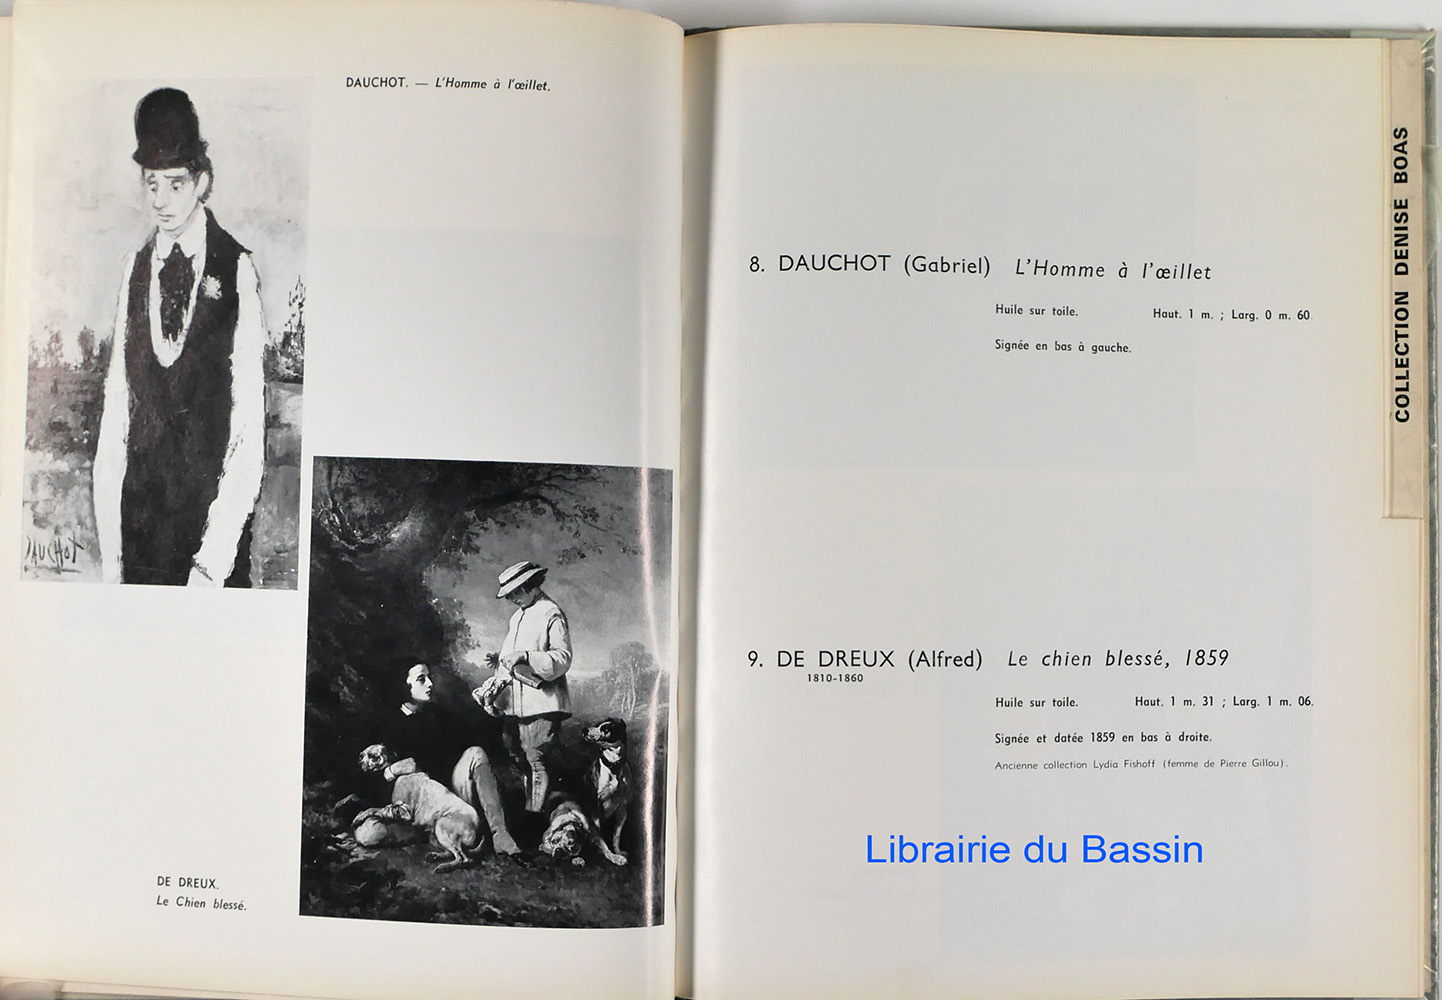 DAUCHOT. — L'Homme à l'œillet.
DAUCHOT
DE DREUX.
Le Chien blessé.
8. DAUCHOT (Gabriel) L'Homme à l'œillet
Huile sur toile. Haut. 1 m. ; Larg. 0 m. 60.
Signée en bas à gauche.
9. DE DREUX (Alfred) Le chien blessé, 1859
1810-1860
Huile sur toile. Haut. 1 m. 31 ; Larg. 1 m. 06.
Signée et datée 1859 en bas à droite.
Ancienne collection Lydia Fishoff (femme de Pierre Gillou).
Librairie du Bassin
COLLECTION DENISE BOAS